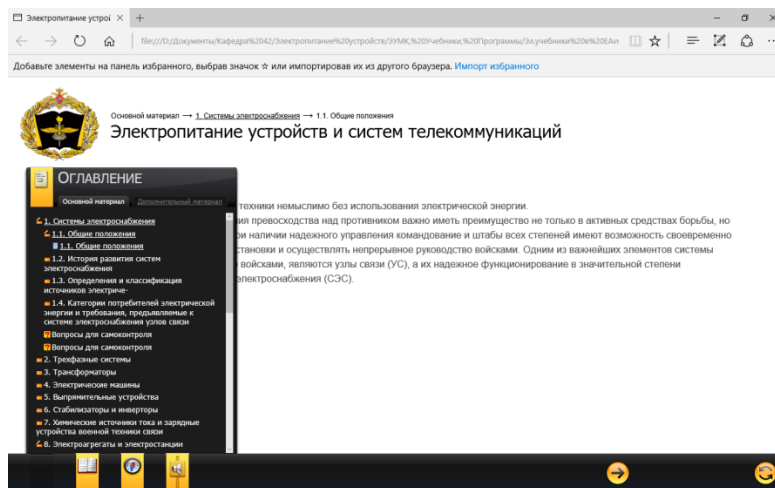 Электропитание устрої
file:///D:/Документы/Кафедра%2042/Электропитание%20устройств/ЭУМК,%20Учебники,%20Программы/Эл.учебники%20в%20EAи
Добавьте элементы на панель избранного, выбрав значок ☆ или импортировав их из другого браузера. Импорт избранного
Основной материал → 1. Системы электроснабжения → 1.1. Общие положения
Электропитание устройств и систем телекоммуникаций
ОГЛАВЛЕНИЕ
Основной материал Дополнительный материал
1. Системы электроснабжения
1.1. Общие положения
1.1. Общие положения
1.2. История развития систем
электроснабжения
1.3. Определения и классификация
источников электриче-
1.4. Категории потребителей электрической
энергии и требования, предъявляемые к
системе электроснабжения узлов связи
Вопросы для самоконтроля
Вопросы для самоконтроля
2. Трехфазные системы
3. Трансформаторы
4. Электрические машины
5. Выпрямительные устройства
6. Стабилизаторы и инверторы
7. Химические источники тока и зарядные
устройства военной техники связи
8. Электроагрегаты и электростанции
техники немыслимо без использования электрической энергии.
ия превосходства над противником важно иметь преимущество не только в активных средствах борьбы, но
ри наличии надежного управления командование и штабы всех степеней имеют возможность своевременно
становки и осуществлять непрерывное руководство войсками. Одним из важнейших элементов системы
войсками, являются узлы связи (УС), а их надежное функционирование в значительной степени
электроснабжения (СЭС).